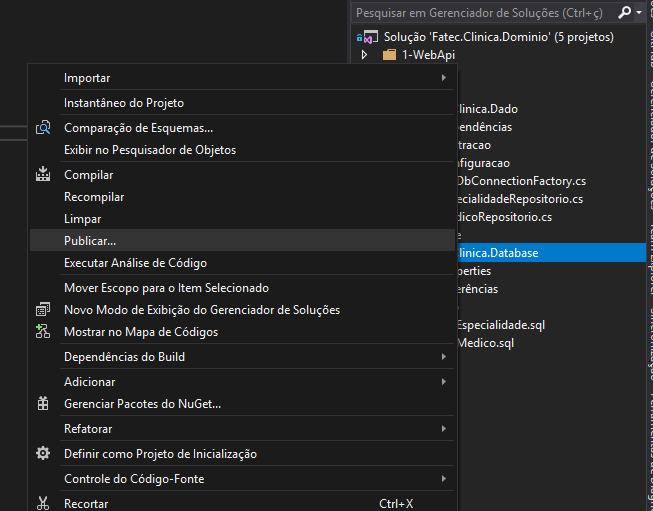 Pesquisar em Gerenciador de Soluções (Ctrl+ç)
Solução 'Fatec.Clinica.Dominio' (5 projetos)
1-WebApi
Clinica.Dado
endências
tracao
nfiguracao
DbConnectionFactory.cs
ecialidadeRepositorio.cs
dicoRepositorio.cs
e
Clinica.Database
perties
erências
Especialidade.sql
Medico.sql
Importar
Instantâneo do Projeto
Comparação de Esquemas...
Exibir no Pesquisador de Objetos
Compilar
Recompilar
Limpar
Publicar...
Executar Análise de Código
Mover Escopo para o Item Selecionado
Novo Modo de Exibição do Gerenciador de Soluções
Mostrar no Mapa de Códigos
Dependências do Build
Adicionar
Gerenciar Pacotes do NuGet...
Refatorar
Definir como Projeto de Inicialização
Controle do Código-Fonte
Recortar Ctrl+X